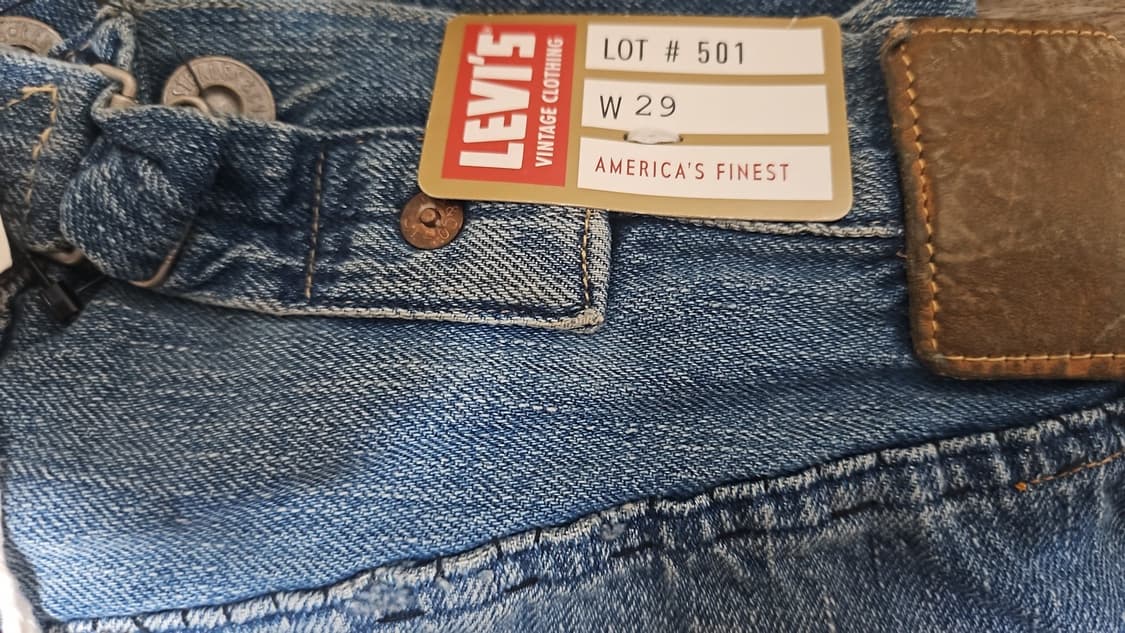 LEVI'S
VINTAGE CLOTHING
LOT # 501
W 29
AMERICA'S FINEST